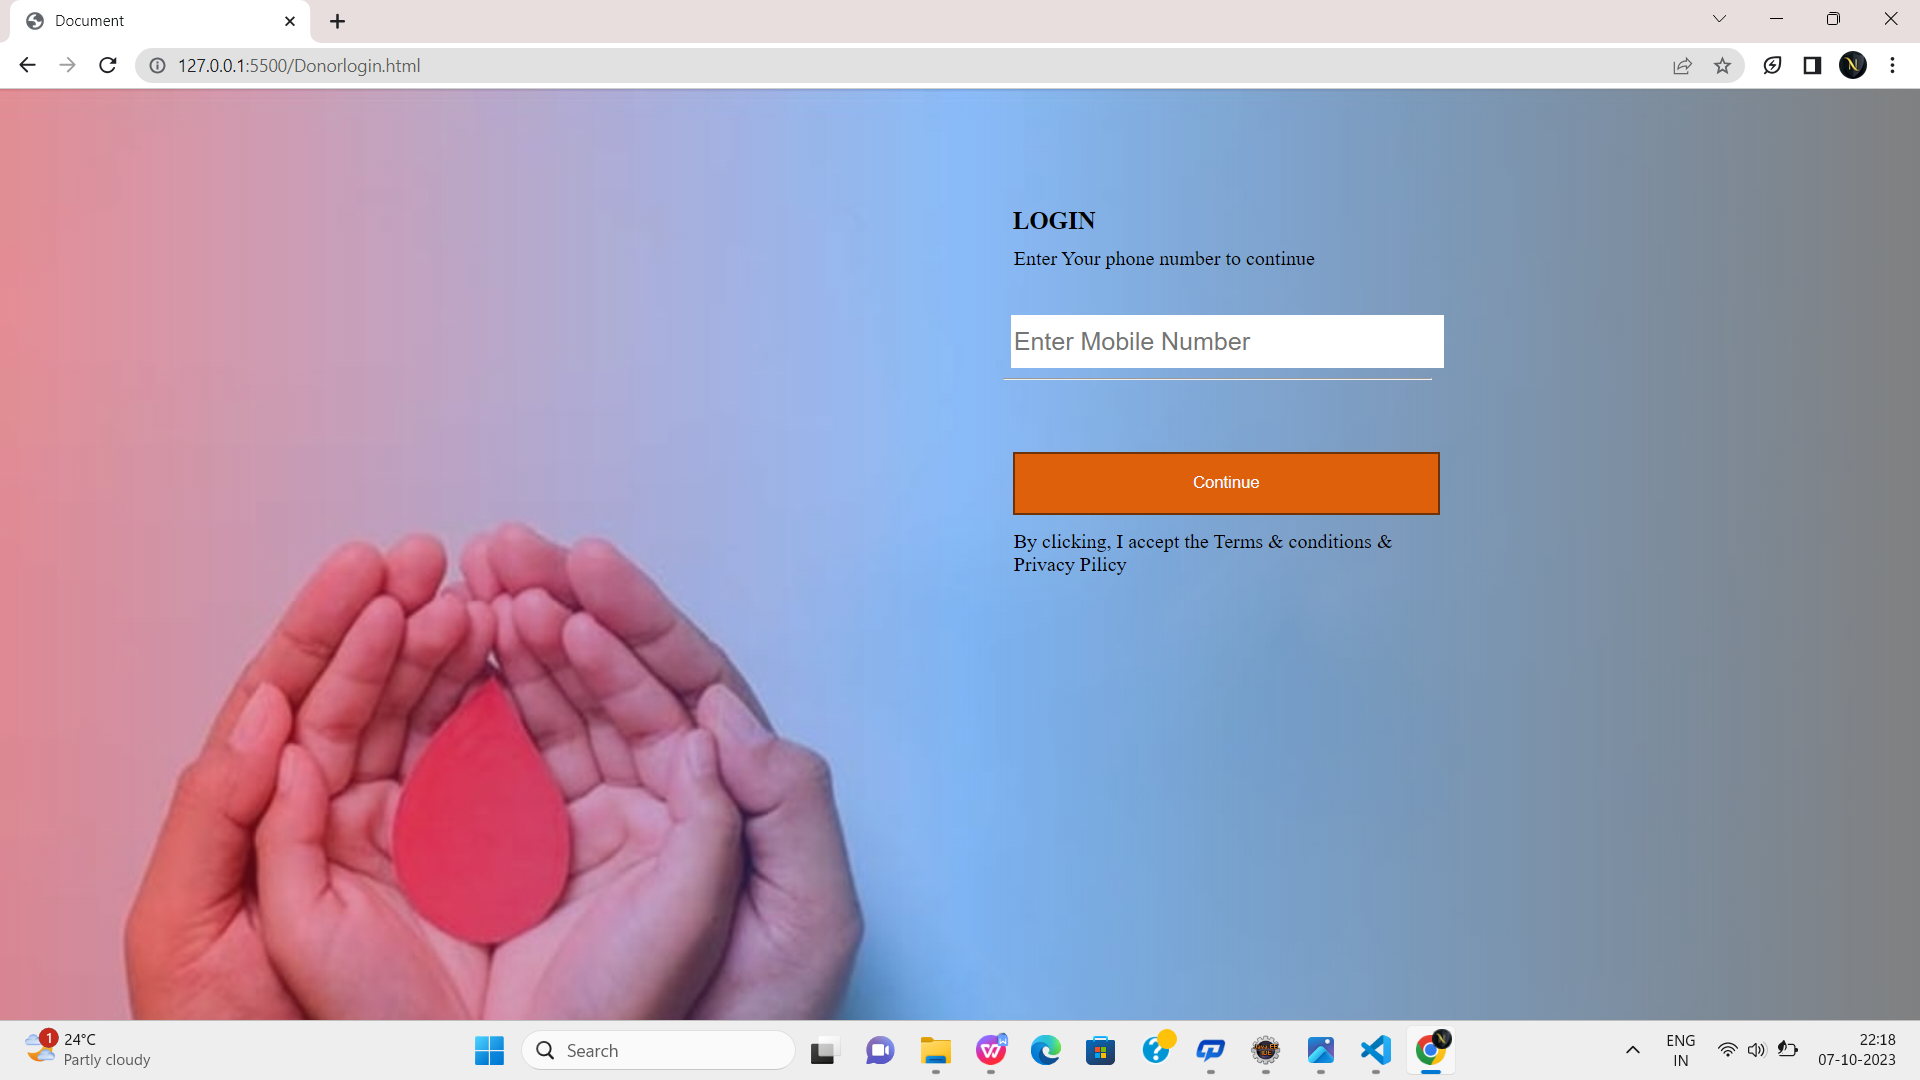 Document
127.0.0.1:5500/Donorlogin.html
N
LOGIN
Enter Your phone number to continue
Enter Mobile Number
Continue
By clicking, I accept the Terms & conditions &
Privacy Pilicy
1
24°C
Partly cloudy
Search
ENG
IN
22:18
07-10-2023